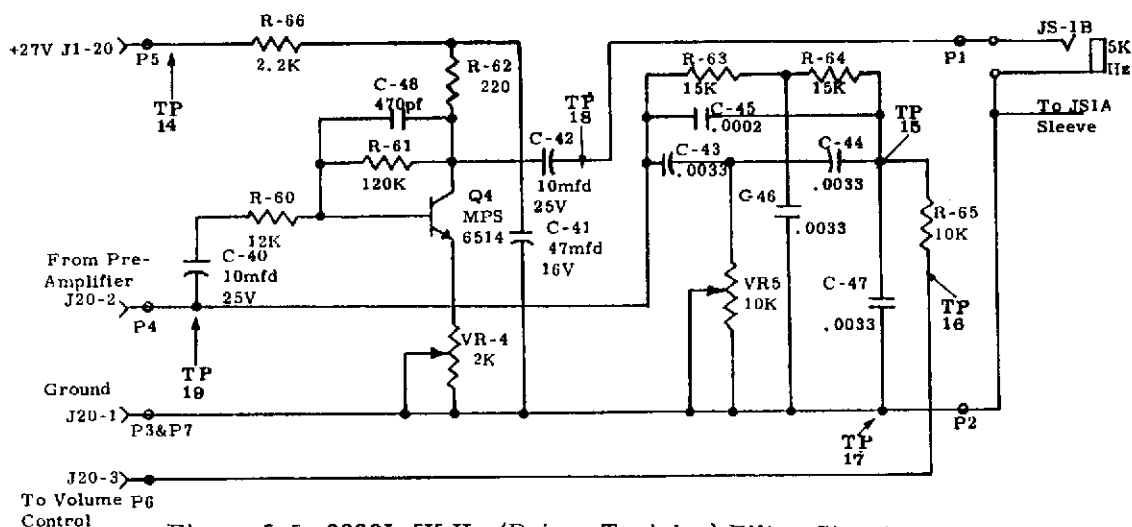 R-66
+27V J1-20
P5
2.2K
TP
14
R-62
220
C-48
470pf
R-61
120K
R-60
12K
C-40
10mfd
25V
From Pre-
Amplifier
J20-2
P4
TP
19
Q4
MPS
6514
C-42
10mfd
25V
TP
18
C-41
47mfd
16V
VR-4
2K
R-63
15K
R-64
15K
C-45
.0002
C-43
.0033
C-44
.0033
TP
15
C-46
.0033
R-65
10K
VR5
10K
C-47
.0033
TP
16
TP
17
P1
JS-1B
5K
Hz
To JS1A
Sleeve
P2
Ground
J20-1
P3&P7
J20-3
P6
To Volume
Control